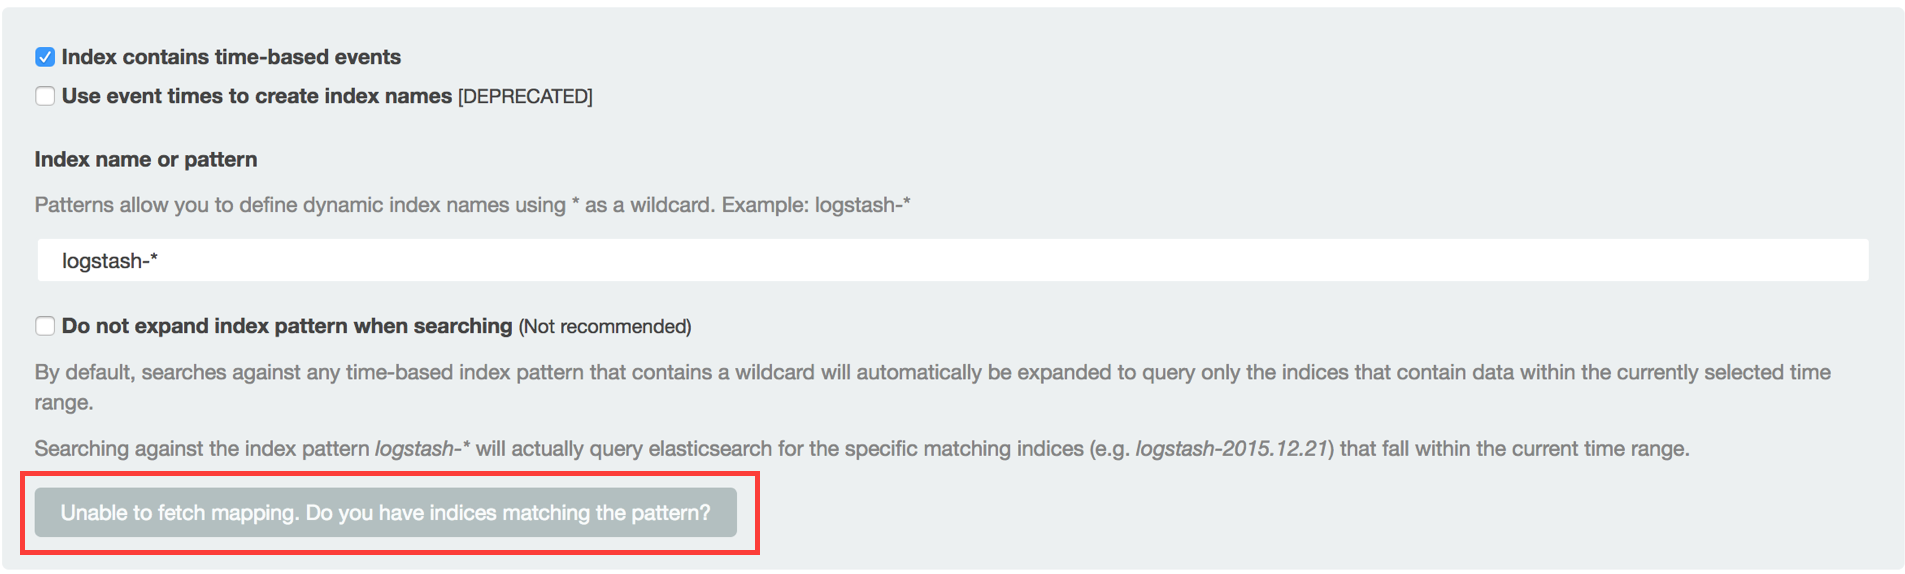 Index contains time-based events
Use event times to create index names [DEPRECATED]
Index name or pattern
Patterns allow you to define dynamic index names using * as a wildcard. Example: logstash-*
logstash-*
Do not expand index pattern when searching (Not recommended)
By default, searches against any time-based index pattern that contains a wildcard will automatically be expanded to query only the indices that contain data within the currently selected time
range.
Searching against the index pattern logstash-* will actually query elasticsearch for the specific matching indices (e.g. logstash-2015.12.21) that fall within the current time range.
Unable to fetch mapping. Do you have indices matching the pattern?